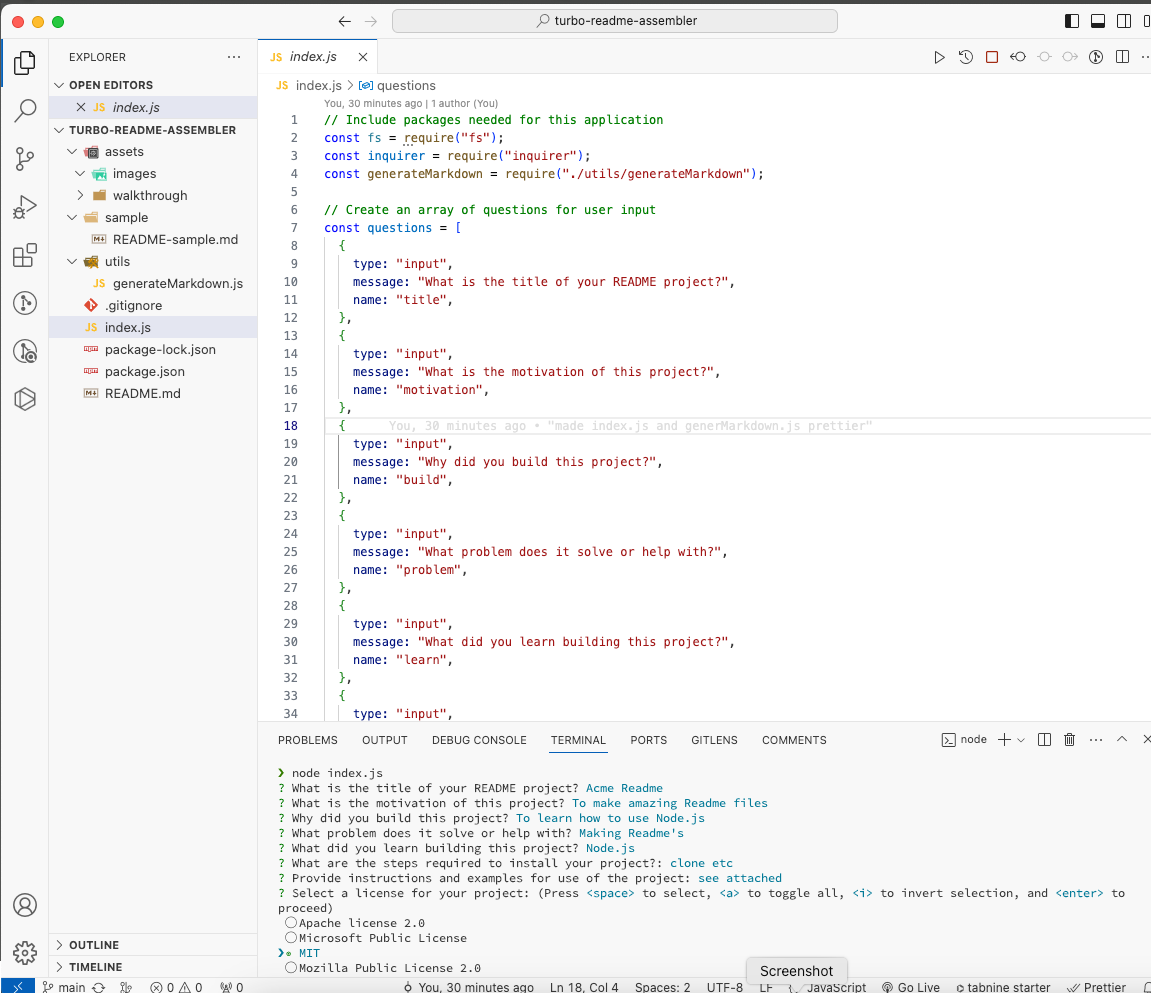 turbo-readme-assembler
EXPLORER
OPEN EDITORS
JS index.js
TURBO-README-ASSEMBLER
assets
images
walkthrough
sample
README-sample.md
utils
JS generateMarkdown.js
.gitignore
JS index.js
package-lock.json
package.json
README.md
OUTLINE
TIMELINE
JS index.js
JS index.js > questions
You, 30 minutes ago | 1 author (You)
1 // Include packages needed for this application
2 const fs = require("fs");
3 const inquirer = require("inquirer");
4 const generateMarkdown = require("./utils/generateMarkdown");
5
6 // Create an array of questions for user input
7 const questions = [
8 {
9 type: "input",
10 message: "What is the title of your README project?",
11 name: "title",
12 },
13 {
14 type: "input",
15 message: "What is the motivation of this project?",
16 name: "motivation",
17 },
18 { You, 30 minutes ago • "made index.js and generMarkdown.js prettier"
19 type: "input",
20 message: "Why did you build this project?",
21 name: "build",
22 },
23 {
24 type: "input",
25 message: "What problem does it solve or help with?",
26 name: "problem",
27 },
28 {
29 type: "input",
30 message: "What did you learn building this project?",
31 name: "learn",
32 },
33 {
34 type: "input",
PROBLEMS OUTPUT DEBUG CONSOLE TERMINAL PORTS GITLENS COMMENTS node
❯ node index.js
? What is the title of your README project? Acme Readme
? What is the motivation of this project? To make amazing Readme files
? Why did you build this project? To learn how to use Node.js
? What problem does it solve or help with? Making Readme's
? What did you learn building this project? Node.js
? What are the steps required to install your project?: clone etc
? Provide instructions and examples for use of the project: see attached
? Select a license for your project: (Press <space> to select, <a> to toggle all, <i> to invert selection, and <enter> to
proceed)
◯ Apache license 2.0
◯ Microsoft Public License
❯◉ MIT
◯ Mozilla Public License 2.0
Screenshot
main 0 0 0 You, 30 minutes ago Ln 18, Col 4 Spaces: 2 UTF-8 LF JavaScript Go Live tabnine starter Prettier